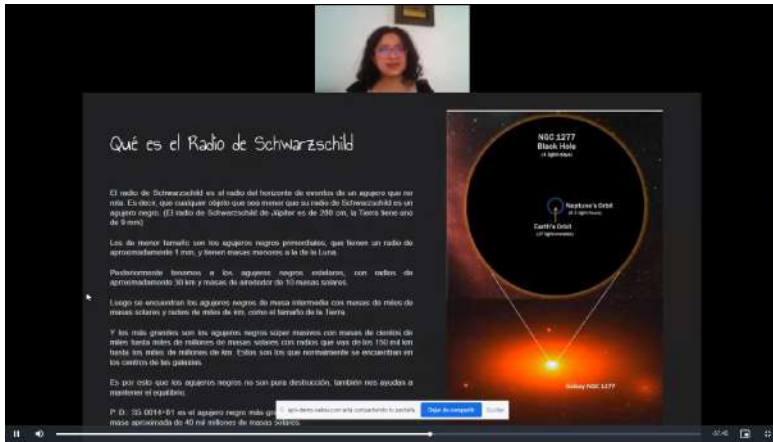 Qué es el Radio de Schwarzschild
El radio de Schwarzschild es el radio del horizonte de eventos de un agujero que no
rota. Es decir, que cualquier objeto que sea menor que su radio de Schwarzschild es un
agujero negro. (El radio de Schwarzschild de Júpiter es de 280 cm, la Tierra tiene uno
de 9 mm)
Los de menor tamaño son los agujeros negros primordiales, que tienen un radio de
aproximadamente 1 mm, y tienen masas menores a la de la Luna.
Posteriormente tenemos a los agujeros negros estelares, con radios de
aproximadamente 30 km y masas de alrededor de 10 masas solares.
Luego se encuentran los agujeros negros de masa intermedia con masas de miles de
masas solares y radios de miles de km, como el tamaño de la Tierra.
Y los más grandes son los agujeros negros súper masivos con masas de cientos de
miles hasta miles de millones de masas solares con radios que van de los 150 mil km
hasta los miles de millones de km. Estos son los que normalmente se encuentran en
los centros de las galaxias.
Es por esto que los agujeros negros no son pura destrucción, también nos ayudan a
mantener el equilibrio.
P. D.: S5 0014+81 es el agujero negro más gra
masa aproximada de 40 mil millones de masas solares.
NGC 1277
Black Hole
(4 light-days)
Neptune's Orbit
Earth's Orbit
Galaxy NGC 1277
está compartiendo tu pantalla.
Dejar de compartir
Ocultar